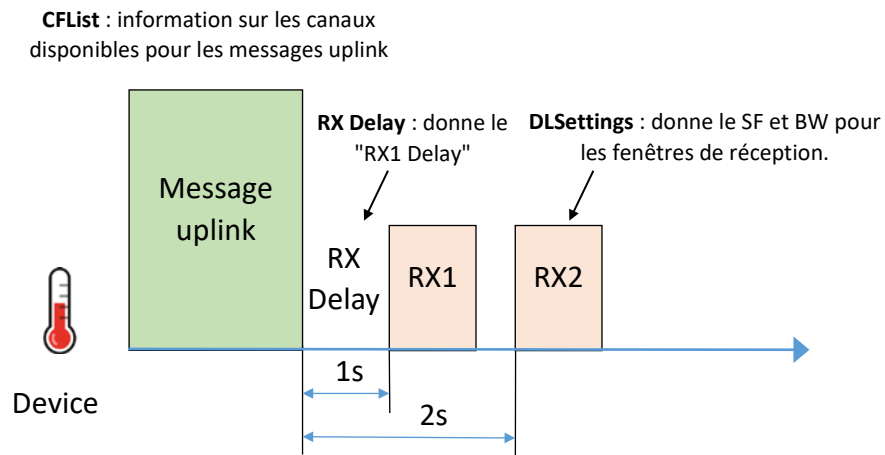 CFList : information sur les canaux
disponibles pour les messages uplink
RX Delay : donne le
"RX1 Delay"
DLSettings : donne le SF et BW pour
les fenêtres de réception.
Message
uplink
RX
Delay
RX1
RX2
1s
2s
Device